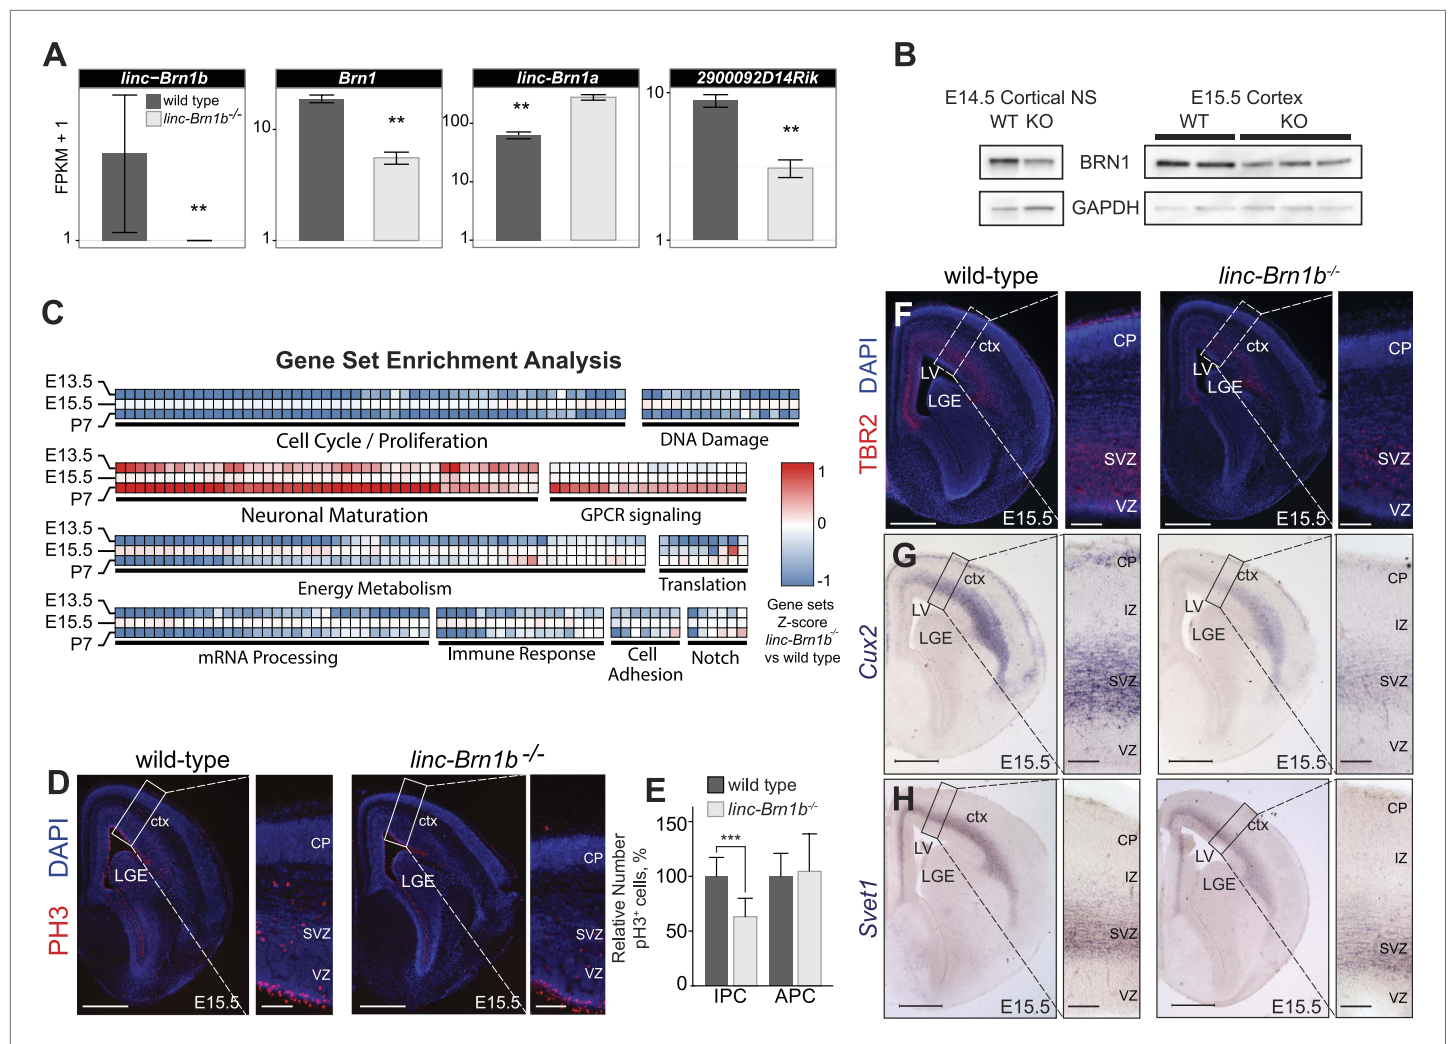 A
linc−Brn1b
Brn1
linc-Brn1a
2900092D14Rik
wild type
linc-Brn1b-/-
FPKM + 1
1
**
10
1
**
100
10
1
**
10
1
**
B
E14.5 Cortical NS
E15.5 Cortex
WT KO
WT
KO
BRN1
GAPDH
C
Gene Set Enrichment Analysis
E13.5
E15.5
P7
Cell Cycle / Proliferation
DNA Damage
E13.5
E15.5
P7
Neuronal Maturation
GPCR signaling
E13.5
E15.5
P7
Energy Metabolism
Translation
E13.5
E15.5
P7
mRNA Processing
Immune Response
Cell
Adhesion
Notch
1
0
-1
Gene sets
Z-score
linc-Brn1b-/-
vs wild type
D
wild-type
linc-Brn1b-/-
PH3 DAPI
ctx
LGE
E15.5
CP
SVZ
VZ
ctx
LGE
E15.5
CP
SVZ
VZ
E
wild type
linc-Brn1b-/-
Relative Number
pH3+ cells, %
150
100
50
0
***
IPC
APC
wild-type
linc-Brn1b-/-
F
TBR2 DAPI
ctx
LV
LGE
E15.5
CP
SVZ
VZ
ctx
LV
LGE
E15.5
CP
SVZ
VZ
G
Cux2
ctx
LV
LGE
E15.5
CP
IZ
SVZ
VZ
ctx
LV
LGE
E15.5
CP
IZ
SVZ
VZ
H
Svet1
ctx
LV
LGE
E15.5
CP
IZ
SVZ
VZ
ctx
LV
LGE
E15.5
CP
IZ
SVZ
VZ